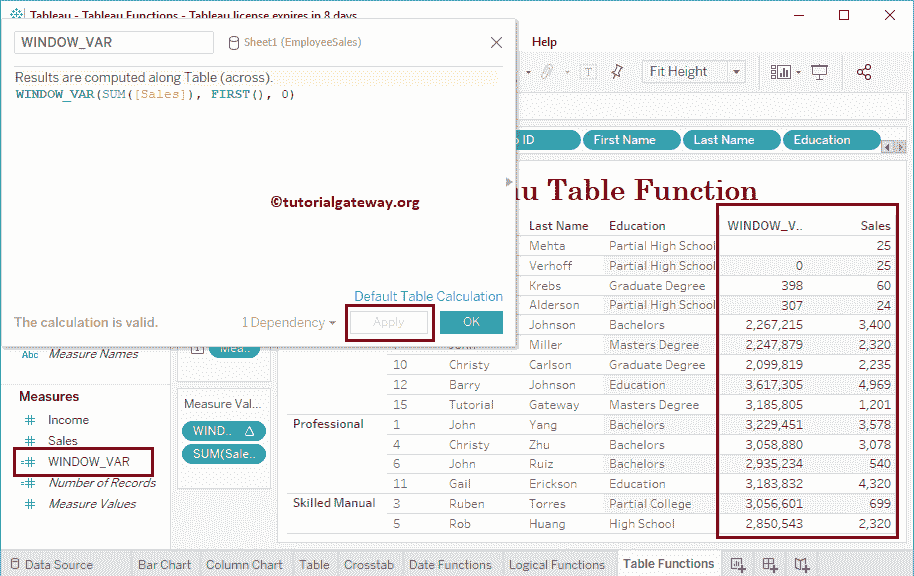 Tableau - Tableau Functions - Tableau license expires in 8 days
WINDOW_VAR
Sheet1 (EmployeeSales)
Help
Results are computed along Table (across).
WINDOW_VAR(SUM([Sales]), FIRST(), 0)
Fit Height
ID First Name Last Name Education
©tutorialgateway.org
Table Function
Last Name Education WINDOW_V.. Sales
Mehta Partial High School 25
Verhoff Partial High School 0 25
Krebs Graduate Degree 398 60
Alderson Partial High School 307 24
Default Table Calculation
The calculation is valid. 1 Dependency Apply OK
Johnson Bachelors 2,267,215 3,400
Abc Measure Names
Miller Masters Degree 2,247,879 2,320
10 Christy Carlson Graduate Degree 2,099,819 2,235
12 Barry Johnson Education 3,617,305 4,969
15 Tutorial Gateway Masters Degree 3,185,805 1,201
Professional 1 John Yang Bachelors 3,229,451 3,578
4 Christy Zhu Bachelors 3,058,880 3,078
6 John Ruiz Bachelors 2,935,234 540
11 Gail Erickson Education 3,183,832 4,320
Skilled Manual 3 Ruben Torres Partial College 3,056,601 699
5 Rob Huang High School 2,850,543 2,320
Measures
Income
Sales
WINDOW_VAR
Number of Records
Measure Values
Measure Val...
WIND..
SUM(Sale..
Data Source Bar Chart Column Chart Table Crosstab Date Functions Logical Functions Table Functions